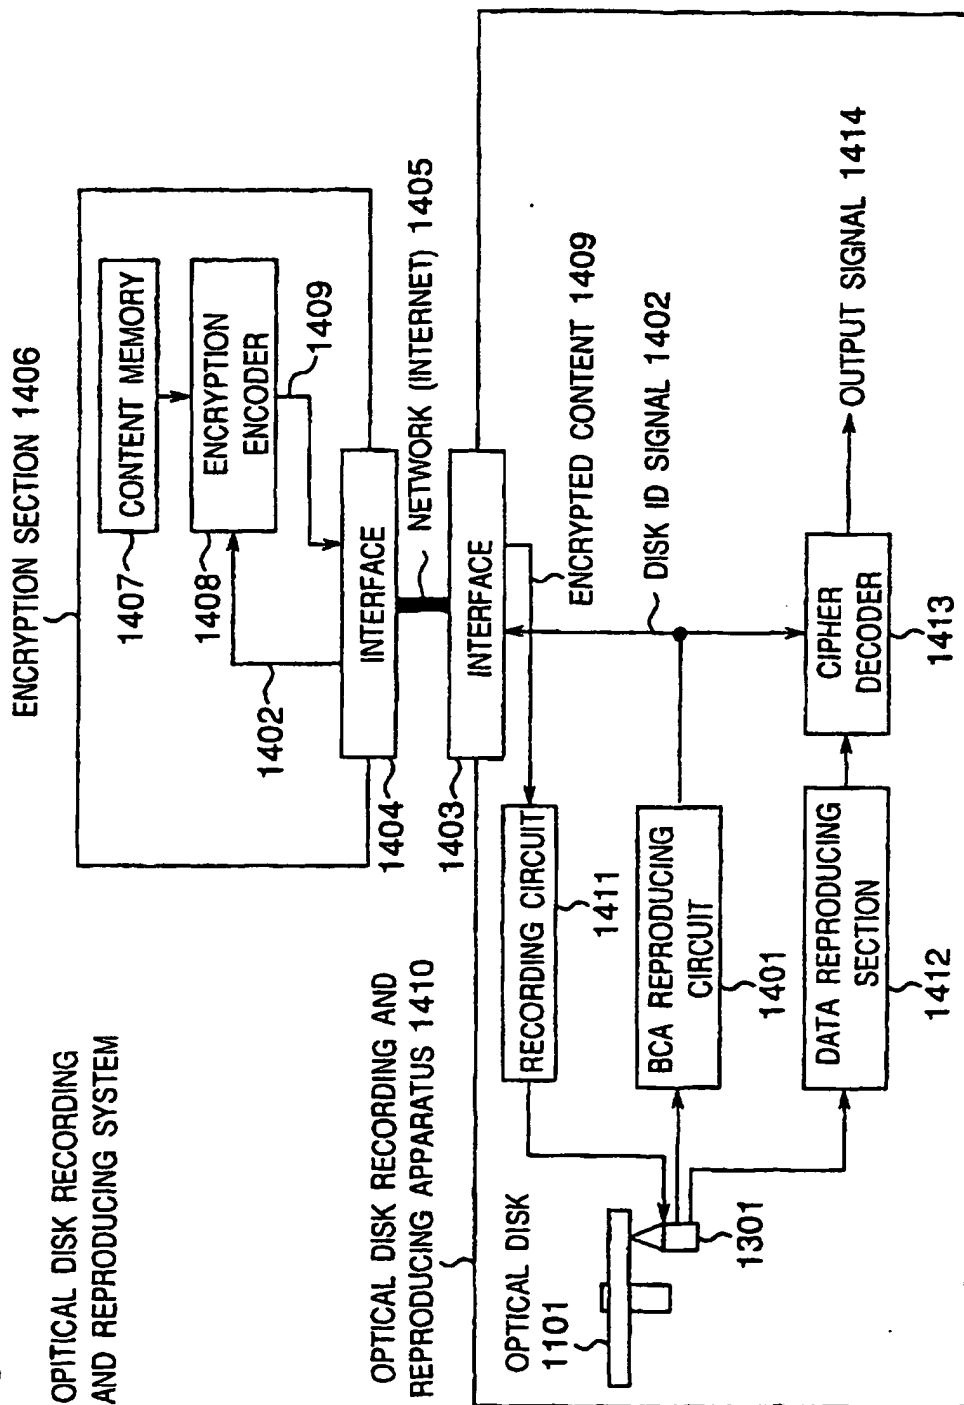 OPITICAL DISK RECORDING
AND REPRODUCING SYSTEM
ENCRYPTION SECTION 1406
1407
CONTENT MEMORY
1408
ENCRYPTION
ENCODER
1409
1402
1404
INTERFACE
NETWORK (INTERNET) 1405
OPTICAL DISK RECORDING AND
REPRODUCING APPARATUS 1410
1403
INTERFACE
ENCRYPTED CONTENT 1409
DISK ID SIGNAL 1402
RECORDING CIRCUIT
1411
OPTICAL DISK
1101
1301
BCA REPRODUCING
CIRCUIT
1401
DATA REPRODUCING
SECTION
1412
CIPHER
DECODER
1413
OUTPUT SIGNAL 1414